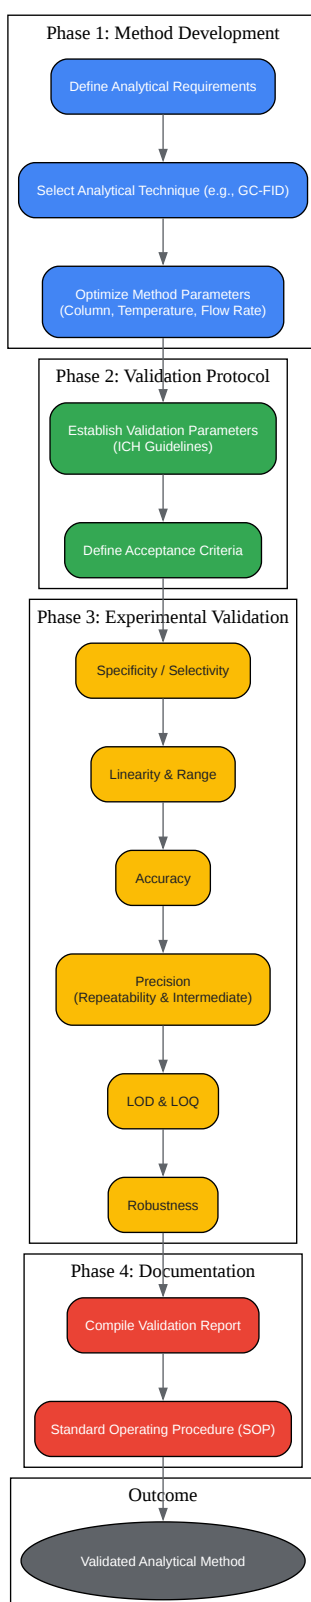 Phase 1: Method Development
Define Analytical Requirements
Select Analytical Technique (e.g., GC-FID)
Optimize Method Parameters
(Column, Temperature, Flow Rate)
Phase 2: Validation Protocol
Establish Validation Parameters
(ICH Guidelines)
Define Acceptance Criteria
Phase 3: Experimental Validation
Specificity / Selectivity
Linearity & Range
Accuracy
Precision
(Repeatability & Intermediate)
LOD & LOQ
Robustness
Phase 4: Documentation
Compile Validation Report
Standard Operating Procedure (SOP)
Outcome
Validated Analytical Method